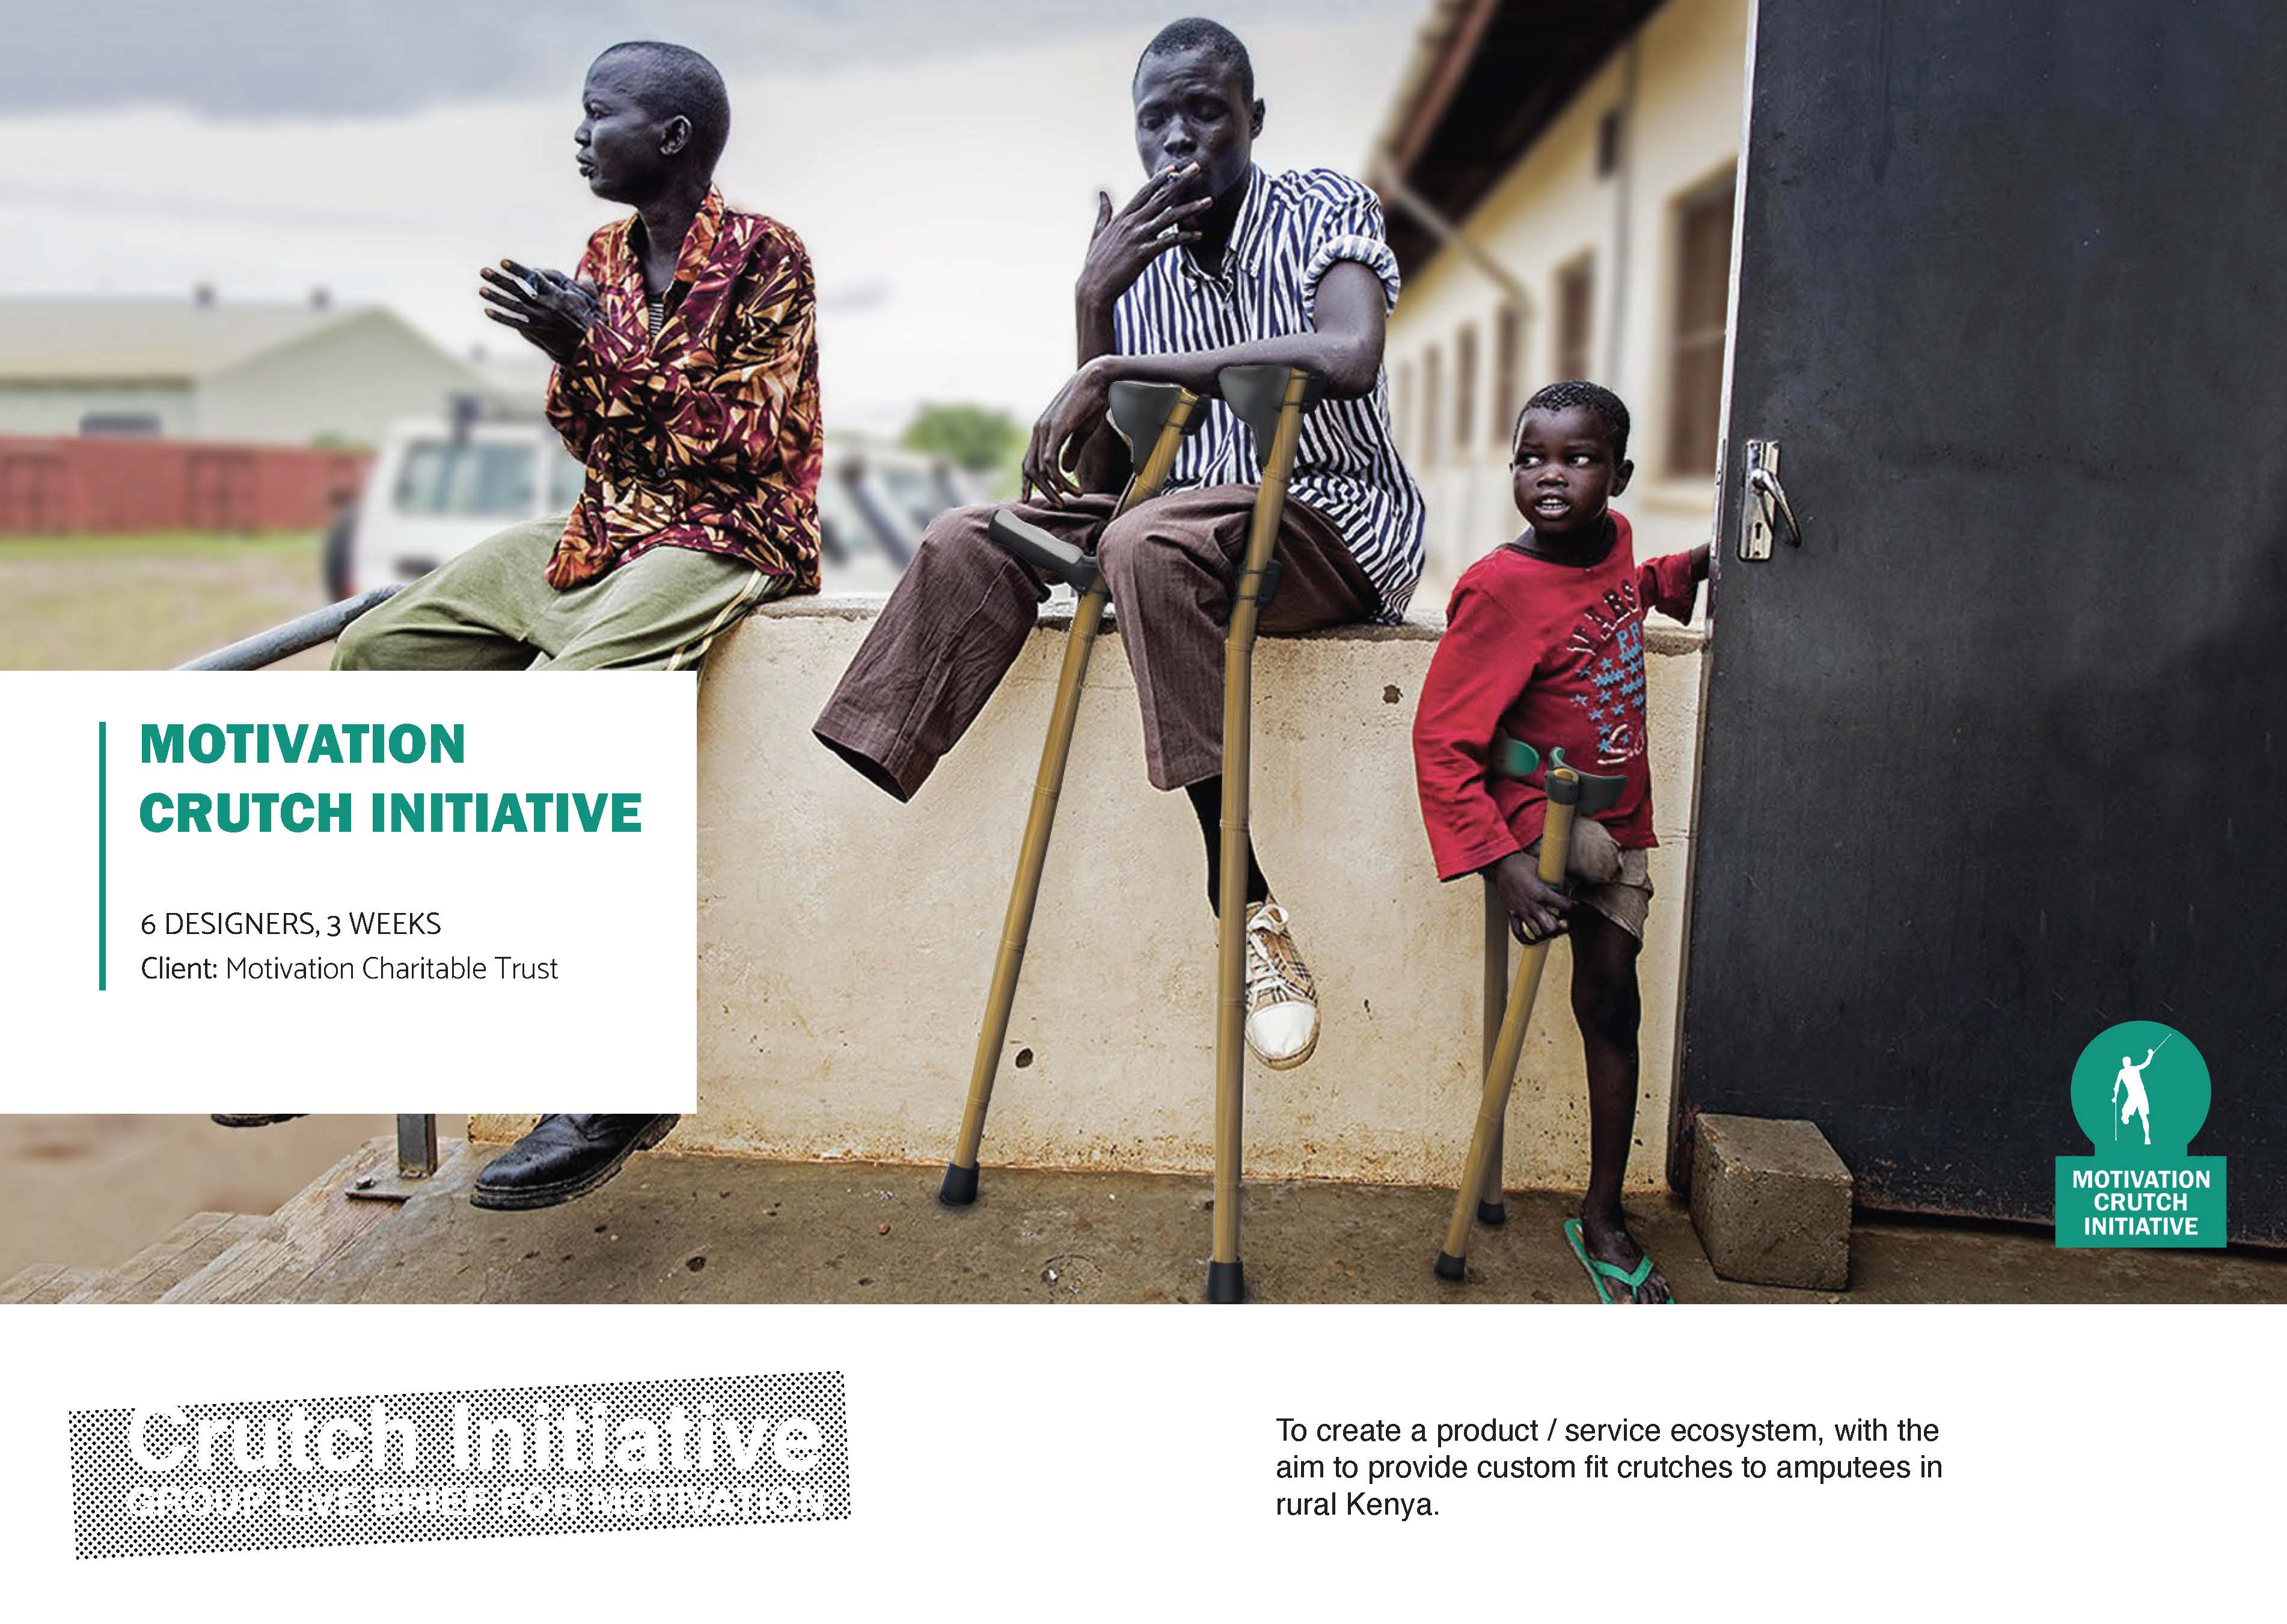 MOTIVATION
CRUTCH INITIATIVE
6 DESIGNERS, 3 WEEKS
Client: Motivation Charitable Trust
MOTIVATION
CRUTCH
INITIATIVE
Crutch Initiative
GROUP LIVE BRIEF FOR MOTIVATION
To create a product / service ecosystem, with the
aim to provide custom fit crutches to amputees in
rural Kenya.